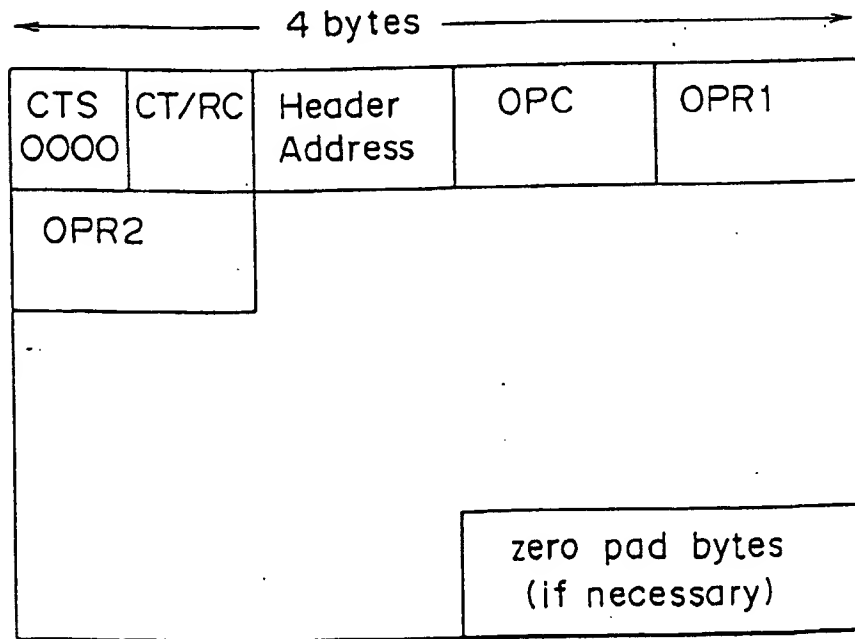 4 bytes
CTS
0000
CT/RC
Header
Address
OPC
OPR1
OPR2
zero pad bytes
(if necessary)